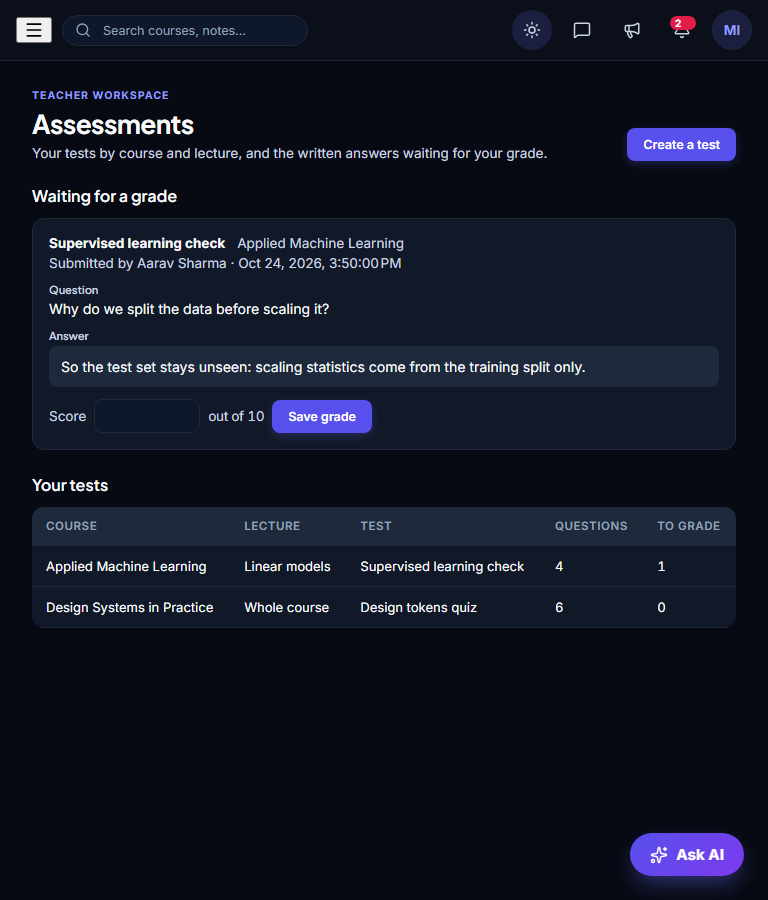 Search courses, notes...
2
MI
TEACHER WORKSPACE
Assessments
Your tests by course and lecture, and the written answers waiting for your grade.
Create a test
Waiting for a grade
Supervised learning check Applied Machine Learning
Submitted by Aarav Sharma · Oct 24, 2026, 3:50:00 PM
Question
Why do we split the data before scaling it?
Answer
So the test set stays unseen: scaling statistics come from the training split only.
Score out of 10 Save grade
Your tests
COURSE LECTURE TEST QUESTIONS TO GRADE
Applied Machine Learning Linear models Supervised learning check 4 1
Design Systems in Practice Whole course Design tokens quiz 6 0
Ask AI